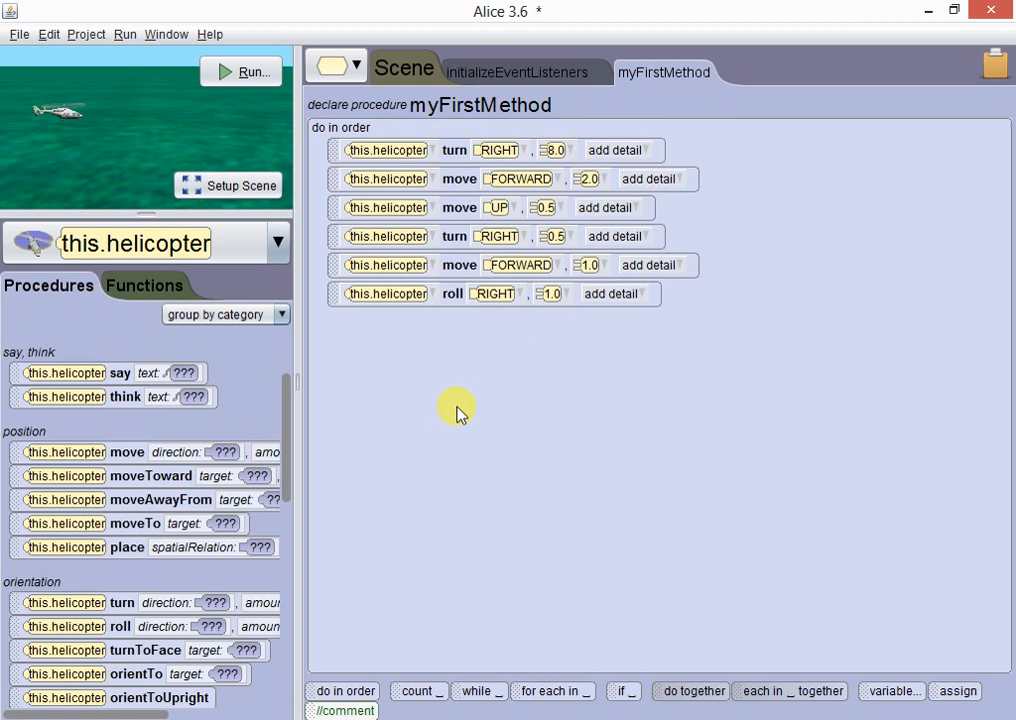 Alice 3.6 *
File Edit Project Run Window Help
Run...
Setup Scene
Scene initializeEventListeners myFirstMethod
declare procedure myFirstMethod
do in order
this.helicopter turn RIGHT , 8.0 add detail
this.helicopter move FORWARD , 2.0 add detail
this.helicopter move UP , 0.5 add detail
this.helicopter turn RIGHT , 0.5 add detail
this.helicopter move FORWARD , 1.0 add detail
this.helicopter roll RIGHT , 1.0 add detail
this.helicopter
Procedures Functions
group by category
say, think
this.helicopter say text: ???
this.helicopter think text: ???
position
this.helicopter move direction: ??? , amo
this.helicopter moveToward target: ??? ,
this.helicopter moveAwayFrom target: ??
this.helicopter moveTo target: ???
this.helicopter place spatialRelation: ???
orientation
this.helicopter turn direction: ??? , amou
this.helicopter roll direction: ??? , amoun
this.helicopter turnToFace target: ???
this.helicopter orientTo target: ???
this.helicopter orientToUpright
do in order count _ while _ for each in _ if _ do together each in _ together variable... assign
//comment